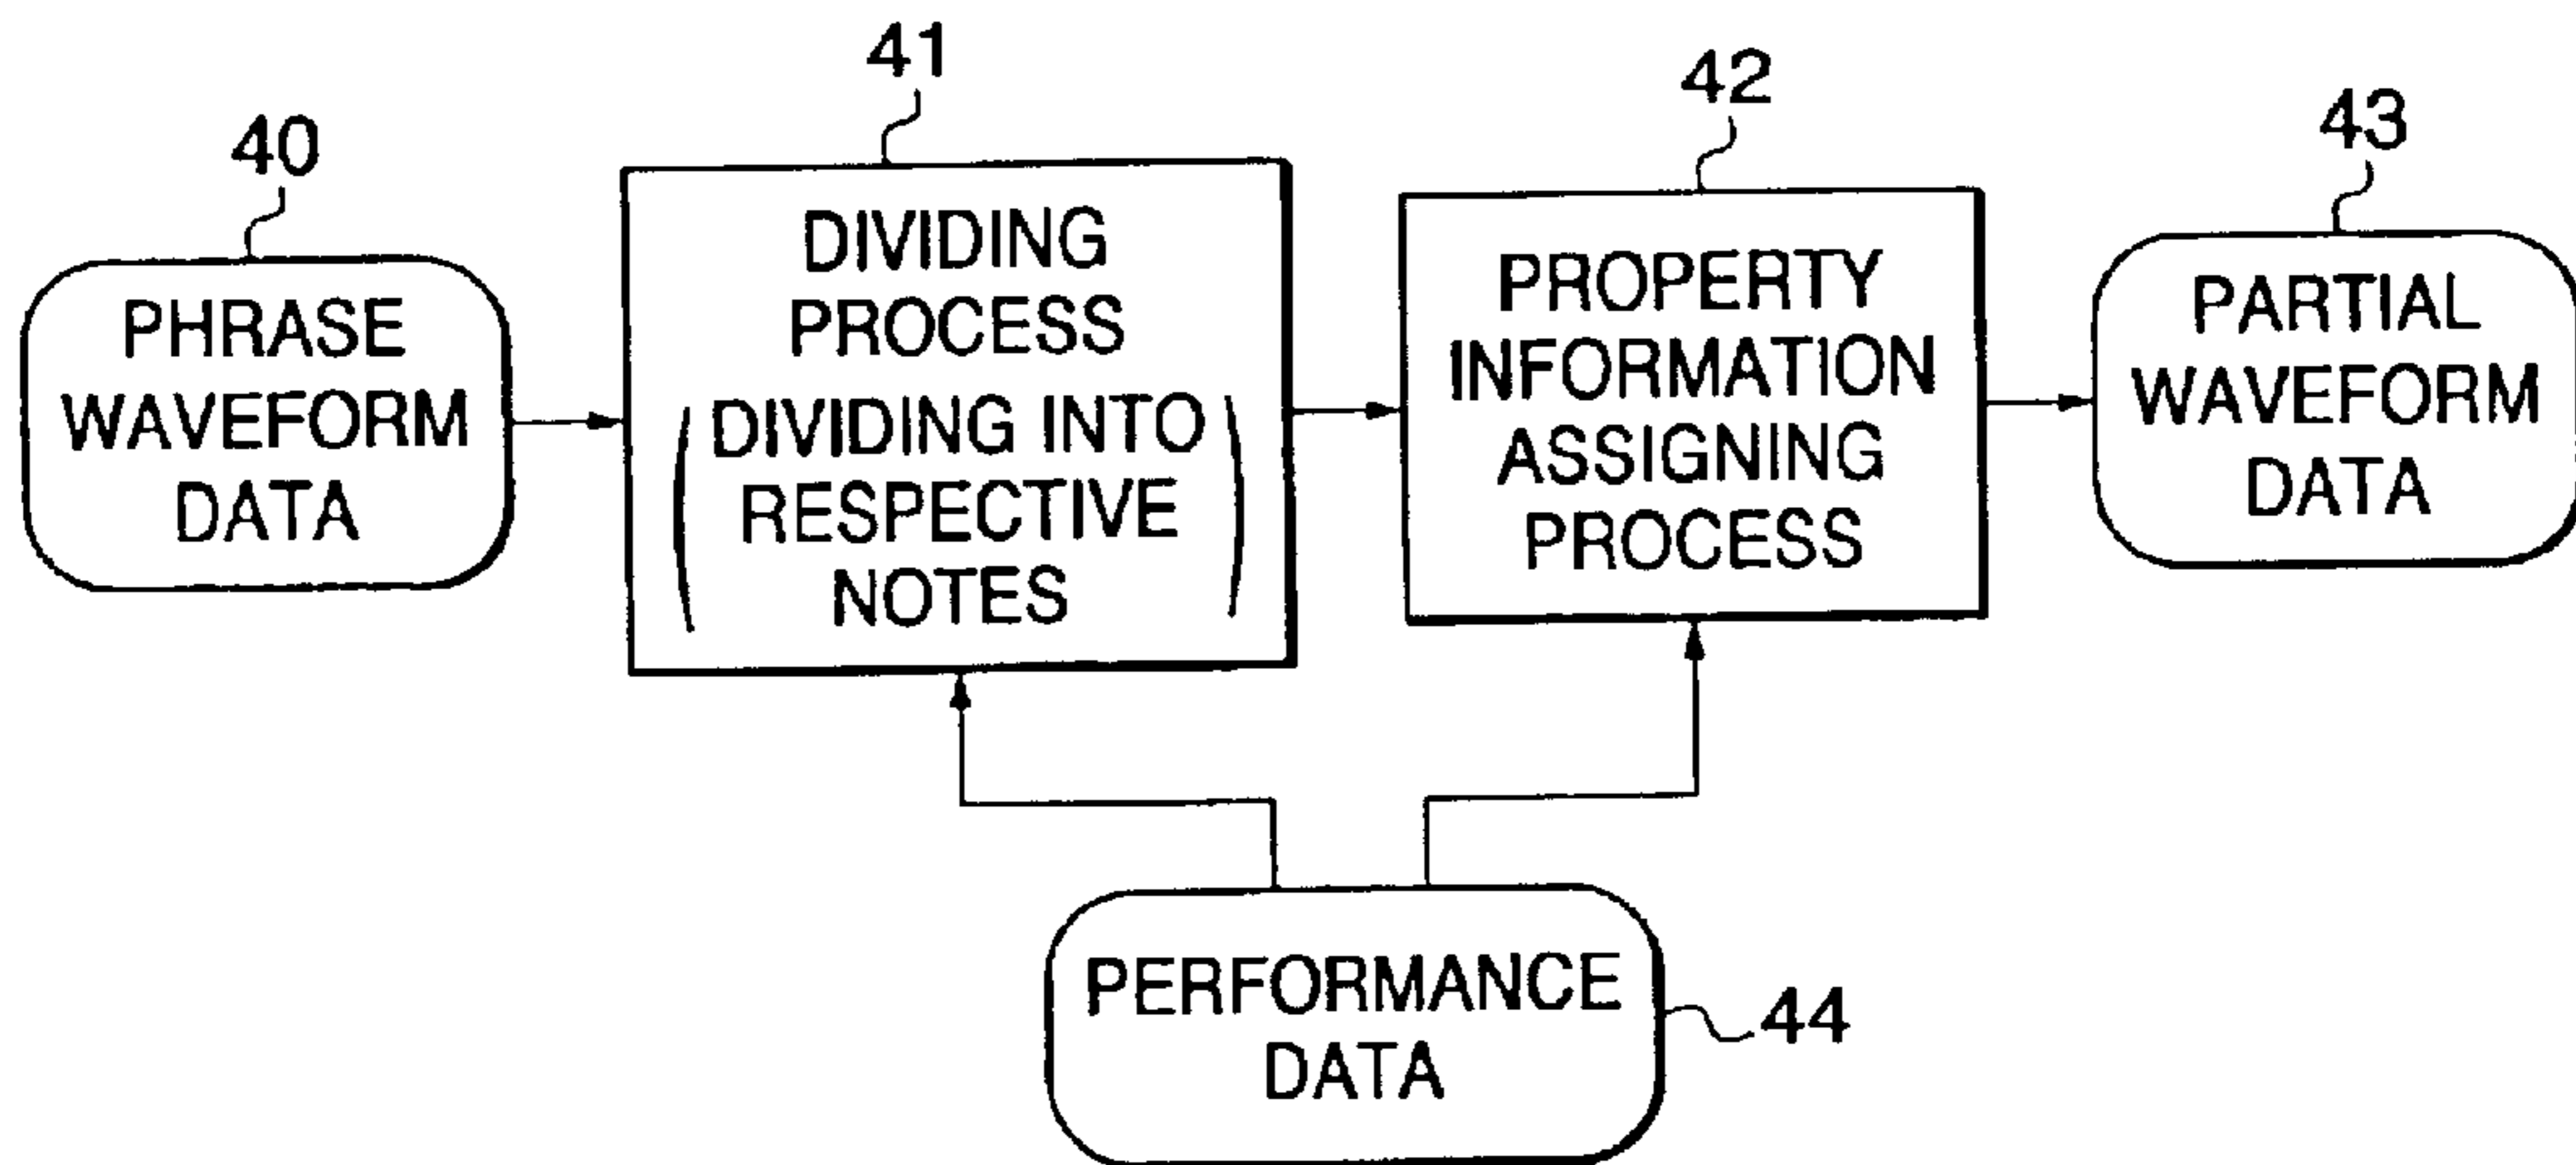 40
PHRASE
WAVEFORM
DATA
41
DIVIDING
PROCESS
( DIVIDING INTO
RESPECTIVE
NOTES )
42
PROPERTY
INFORMATION
ASSIGNING
PROCESS
43
PARTIAL
WAVEFORM
DATA
PERFORMANCE
DATA
44